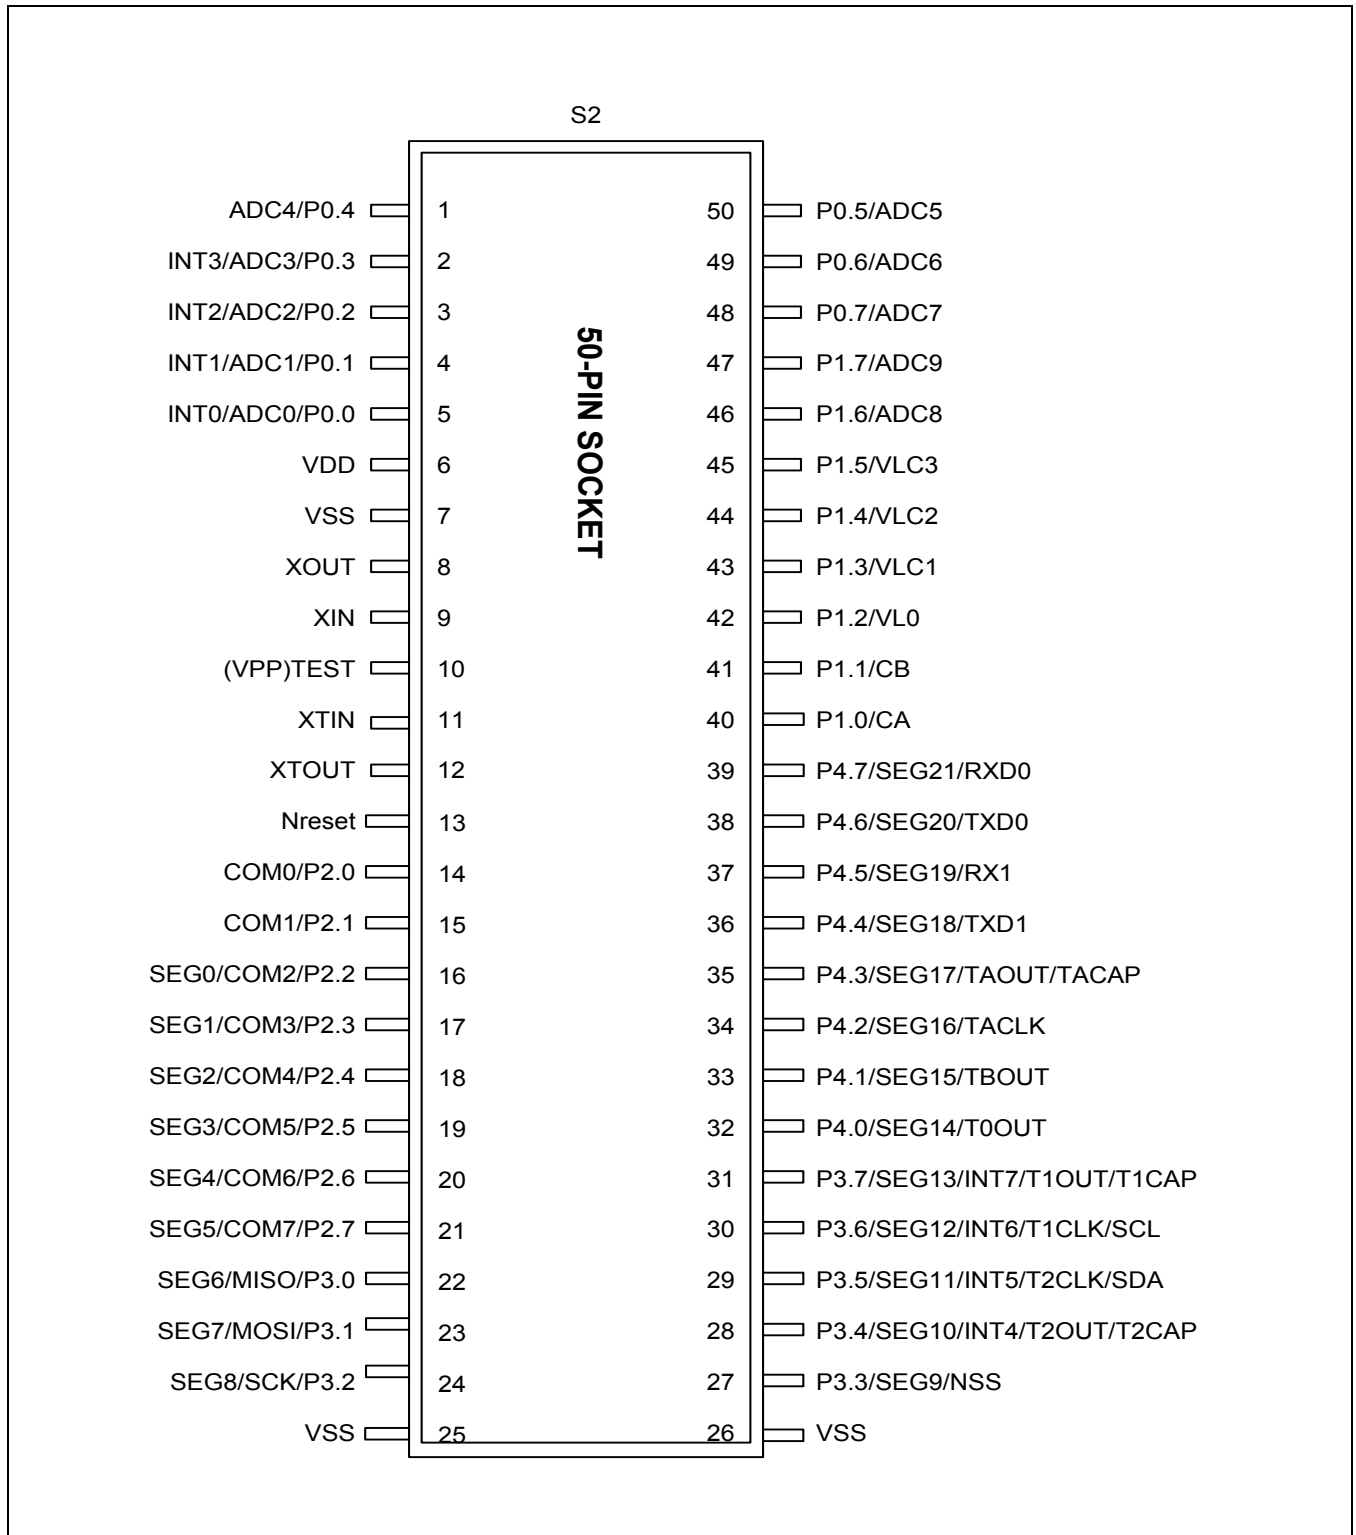 S2
ADC4/P0.4 1 50 P0.5/ADC5
INT3/ADC3/P0.3 2 49 P0.6/ADC6
INT2/ADC2/P0.2 3 48 P0.7/ADC7
INT1/ADC1/P0.1 4 47 P1.7/ADC9
INT0/ADC0/P0.0 5 46 P1.6/ADC8
VDD 6 45 P1.5/VLC3
VSS 7 44 P1.4/VLC2
XOUT 8 43 P1.3/VLC1
XIN 9 42 P1.2/VL0
(VPP)TEST 10 41 P1.1/CB
XTIN 11 40 P1.0/CA
XTOUT 12 39 P4.7/SEG21/RXD0
Nreset 13 38 P4.6/SEG20/TXD0
COM0/P2.0 14 37 P4.5/SEG19/RX1
COM1/P2.1 15 36 P4.4/SEG18/TXD1
SEG0/COM2/P2.2 16 35 P4.3/SEG17/TAOUT/TACAP
SEG1/COM3/P2.3 17 34 P4.2/SEG16/TACLK
SEG2/COM4/P2.4 18 33 P4.1/SEG15/TBOUT
SEG3/COM5/P2.5 19 32 P4.0/SEG14/T0OUT
SEG4/COM6/P2.6 20 31 P3.7/SEG13/INT7/T1OUT/T1CAP
SEG5/COM7/P2.7 21 30 P3.6/SEG12/INT6/T1CLK/SCL
SEG6/MISO/P3.0 22 29 P3.5/SEG11/INT5/T2CLK/SDA
SEG7/MOSI/P3.1 23 28 P3.4/SEG10/INT4/T2OUT/T2CAP
SEG8/SCK/P3.2 24 27 P3.3/SEG9/NSS
VSS 25 26 VSS
50-PIN SOCKET